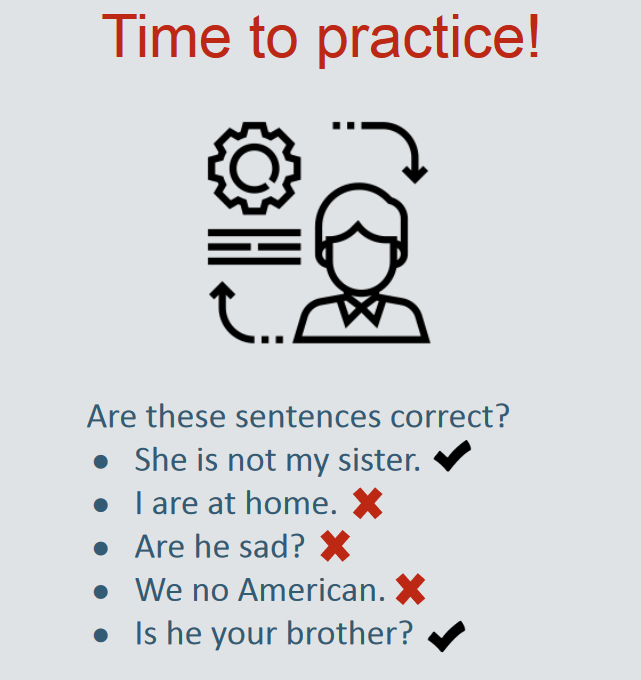 Time to practice!
Are these sentences correct?
● She is not my sister. ✔
● I are at home. ✖
● Are he sad? ✖
● We no American. ✖
● Is he your brother? ✔